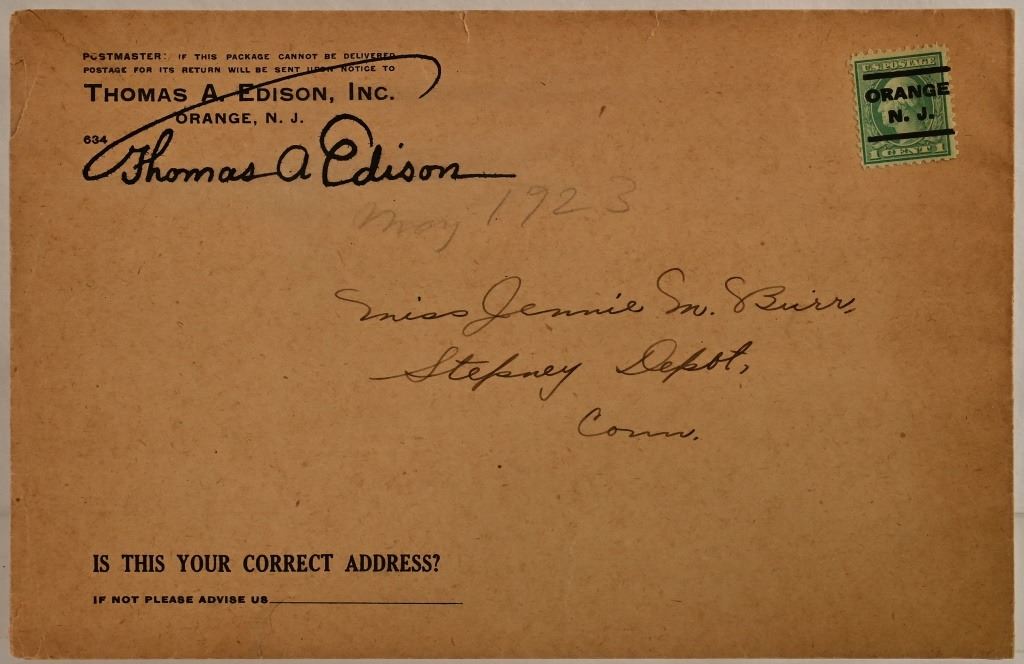 POSTMASTER: IF THIS PACKAGE CANNOT BE DELIVERED
POSTAGE FOR ITS RETURN WILL BE SENT UPON NOTICE TO
THOMAS A. EDISON, INC.
ORANGE, N. J.
634
Thomas A Edison
U.S. POSTAGE
ORANGE
N. J.
1 CENT 1
May 1923
Miss Jennie M. Burr,
Stepney Depot,
Conn.
IS THIS YOUR CORRECT ADDRESS?
IF NOT PLEASE ADVISE US